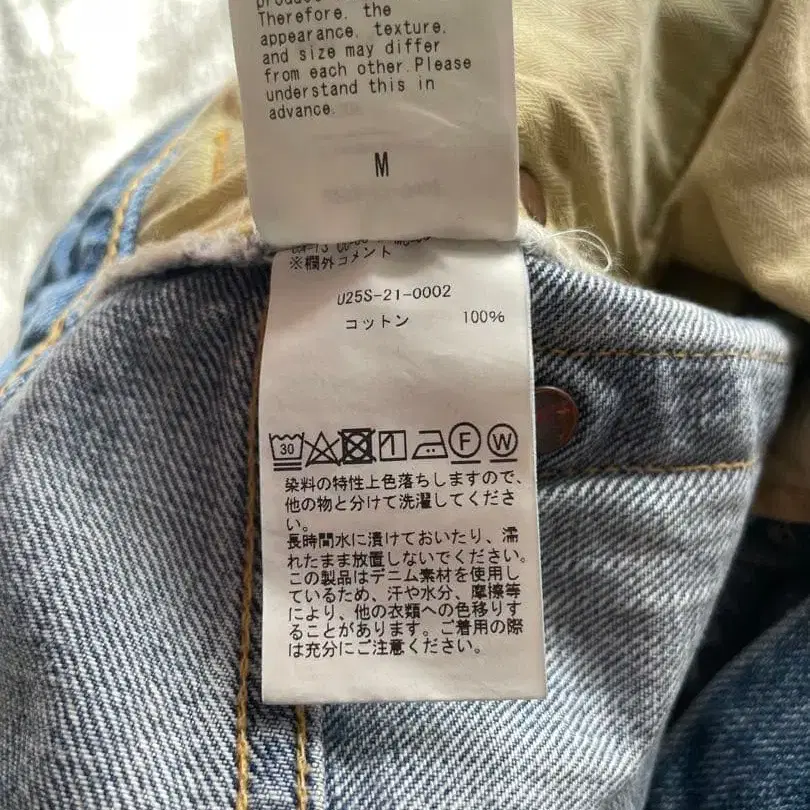 Therefore, the
appearance, texture,
and size may differ
from each other.Please
understand this in
advance.
M
※欄外コメント
U25S-21-0002
コットン 100%
30 F W
染料の特性上色落ちしますので、
他の物と分けて洗濯してくださ
い。
長時間水に漬けておいたり、濡
れたまま放置しないでください。
この製品はデニム素材を使用し
ているため、汗や水分、摩擦等
により、他の衣類への色移りす
ることがあります。ご着用の際
は充分にご注意ください。